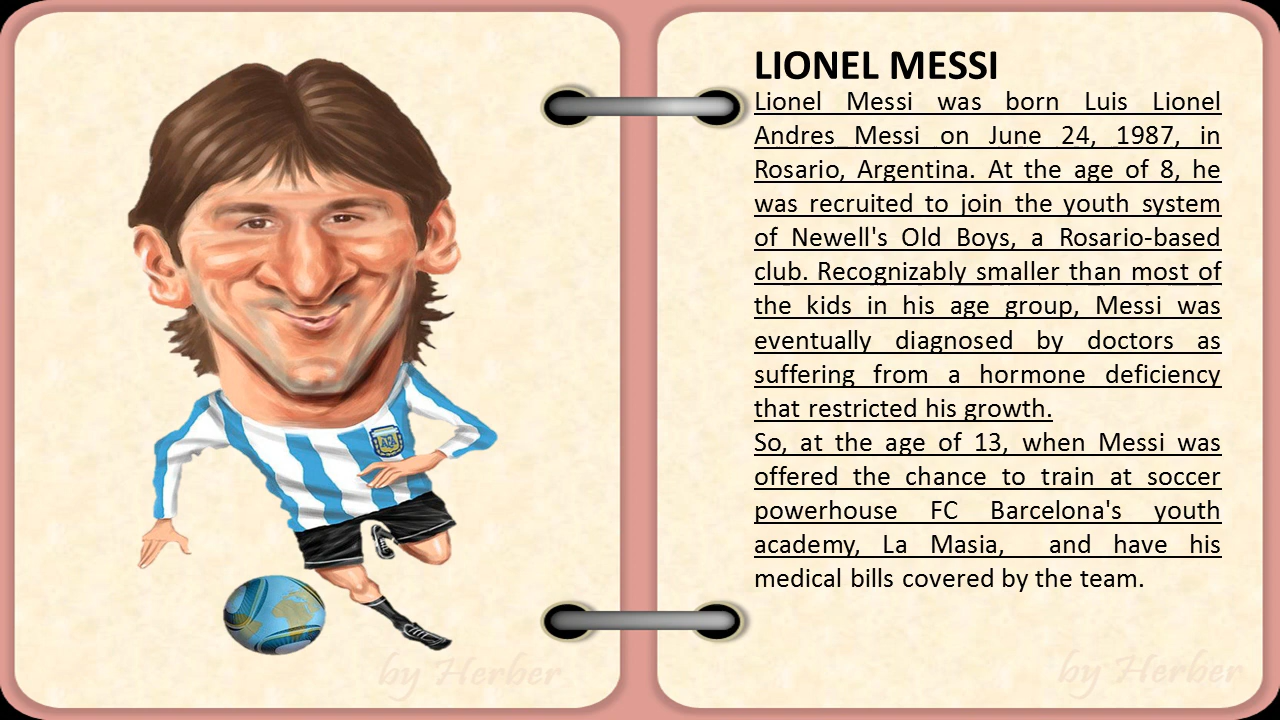 LIONEL MESSI
Lionel Messi was born Luis Lionel
Andres Messi on June 24, 1987, in
Rosario, Argentina. At the age of 8, he
was recruited to join the youth system
of Newell's Old Boys, a Rosario-based
club. Recognizably smaller than most of
the kids in his age group, Messi was
eventually diagnosed by doctors as
suffering from a hormone deficiency
that restricted his growth.
So, at the age of 13, when Messi was
offered the chance to train at soccer
powerhouse FC Barcelona's youth
academy, La Masia, and have his
medical bills covered by the team.
by Herber
by Herber